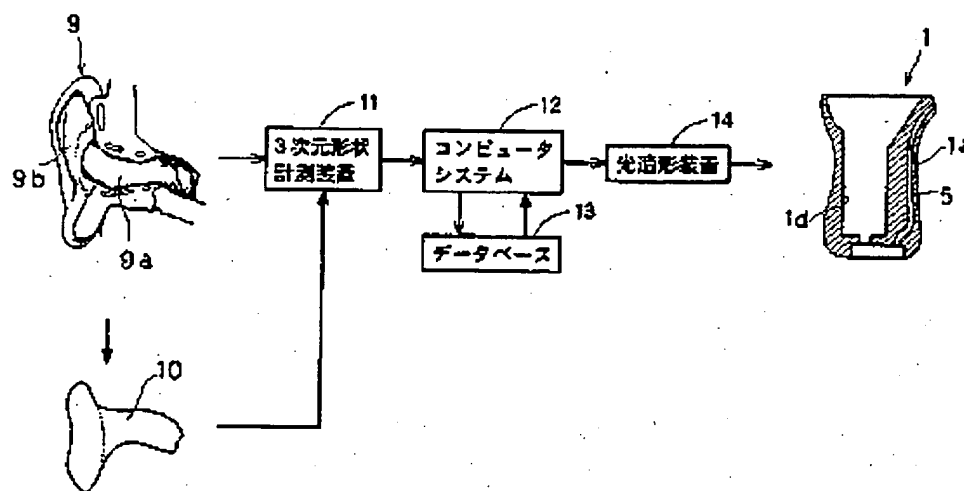 9
9b
9a
11
3次元形状
計測装置
12
コンピュータ
システム
13
データベース
14
光造形装置
1
1a
5
1d
10